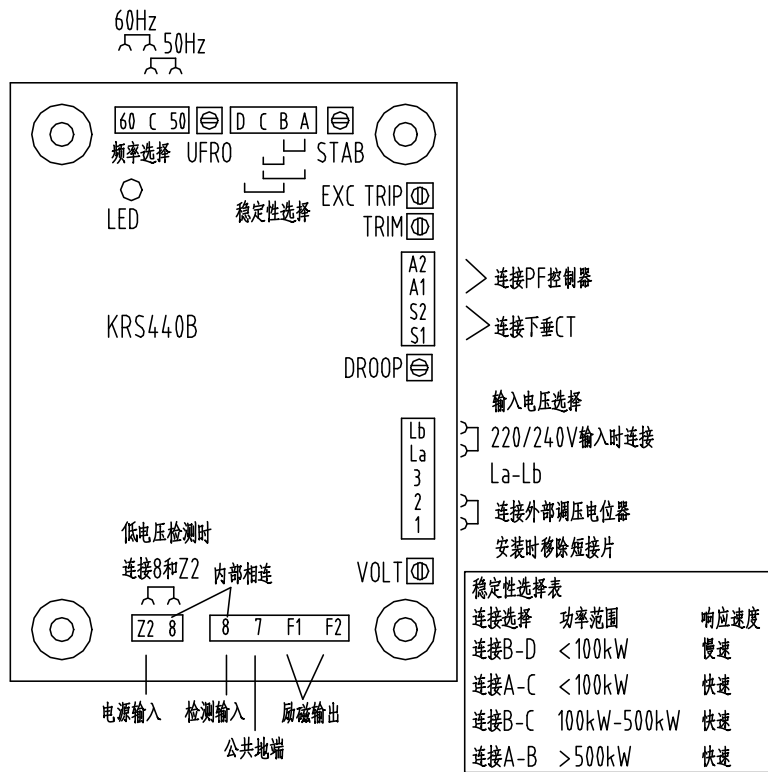 60Hz
50Hz
60 C 50
D C B A
频率选择 UFRO
STAB
LED
稳定性选择
EXC TRIP
TRIM
A2
A1
S2
S1
连接PF控制器
连接下垂CT
KRS440B
DROOP
输入电压选择
220/240V输入时连接
La-Lb
Lb
La
3
2
1
连接外部调压电位器
安装时移除短接片
低电压检测时
连接8和Z2
内部相连
VOLT
Z2 8
8 7 F1 F2
电源输入
检测输入
励磁输出
公共地端
稳定性选择表
连接选择 功率范围 响应速度
连接B-D <100kW 慢速
连接A-C <100kW 快速
连接B-C 100kW-500kW 快速
连接A-B >500kW 快速